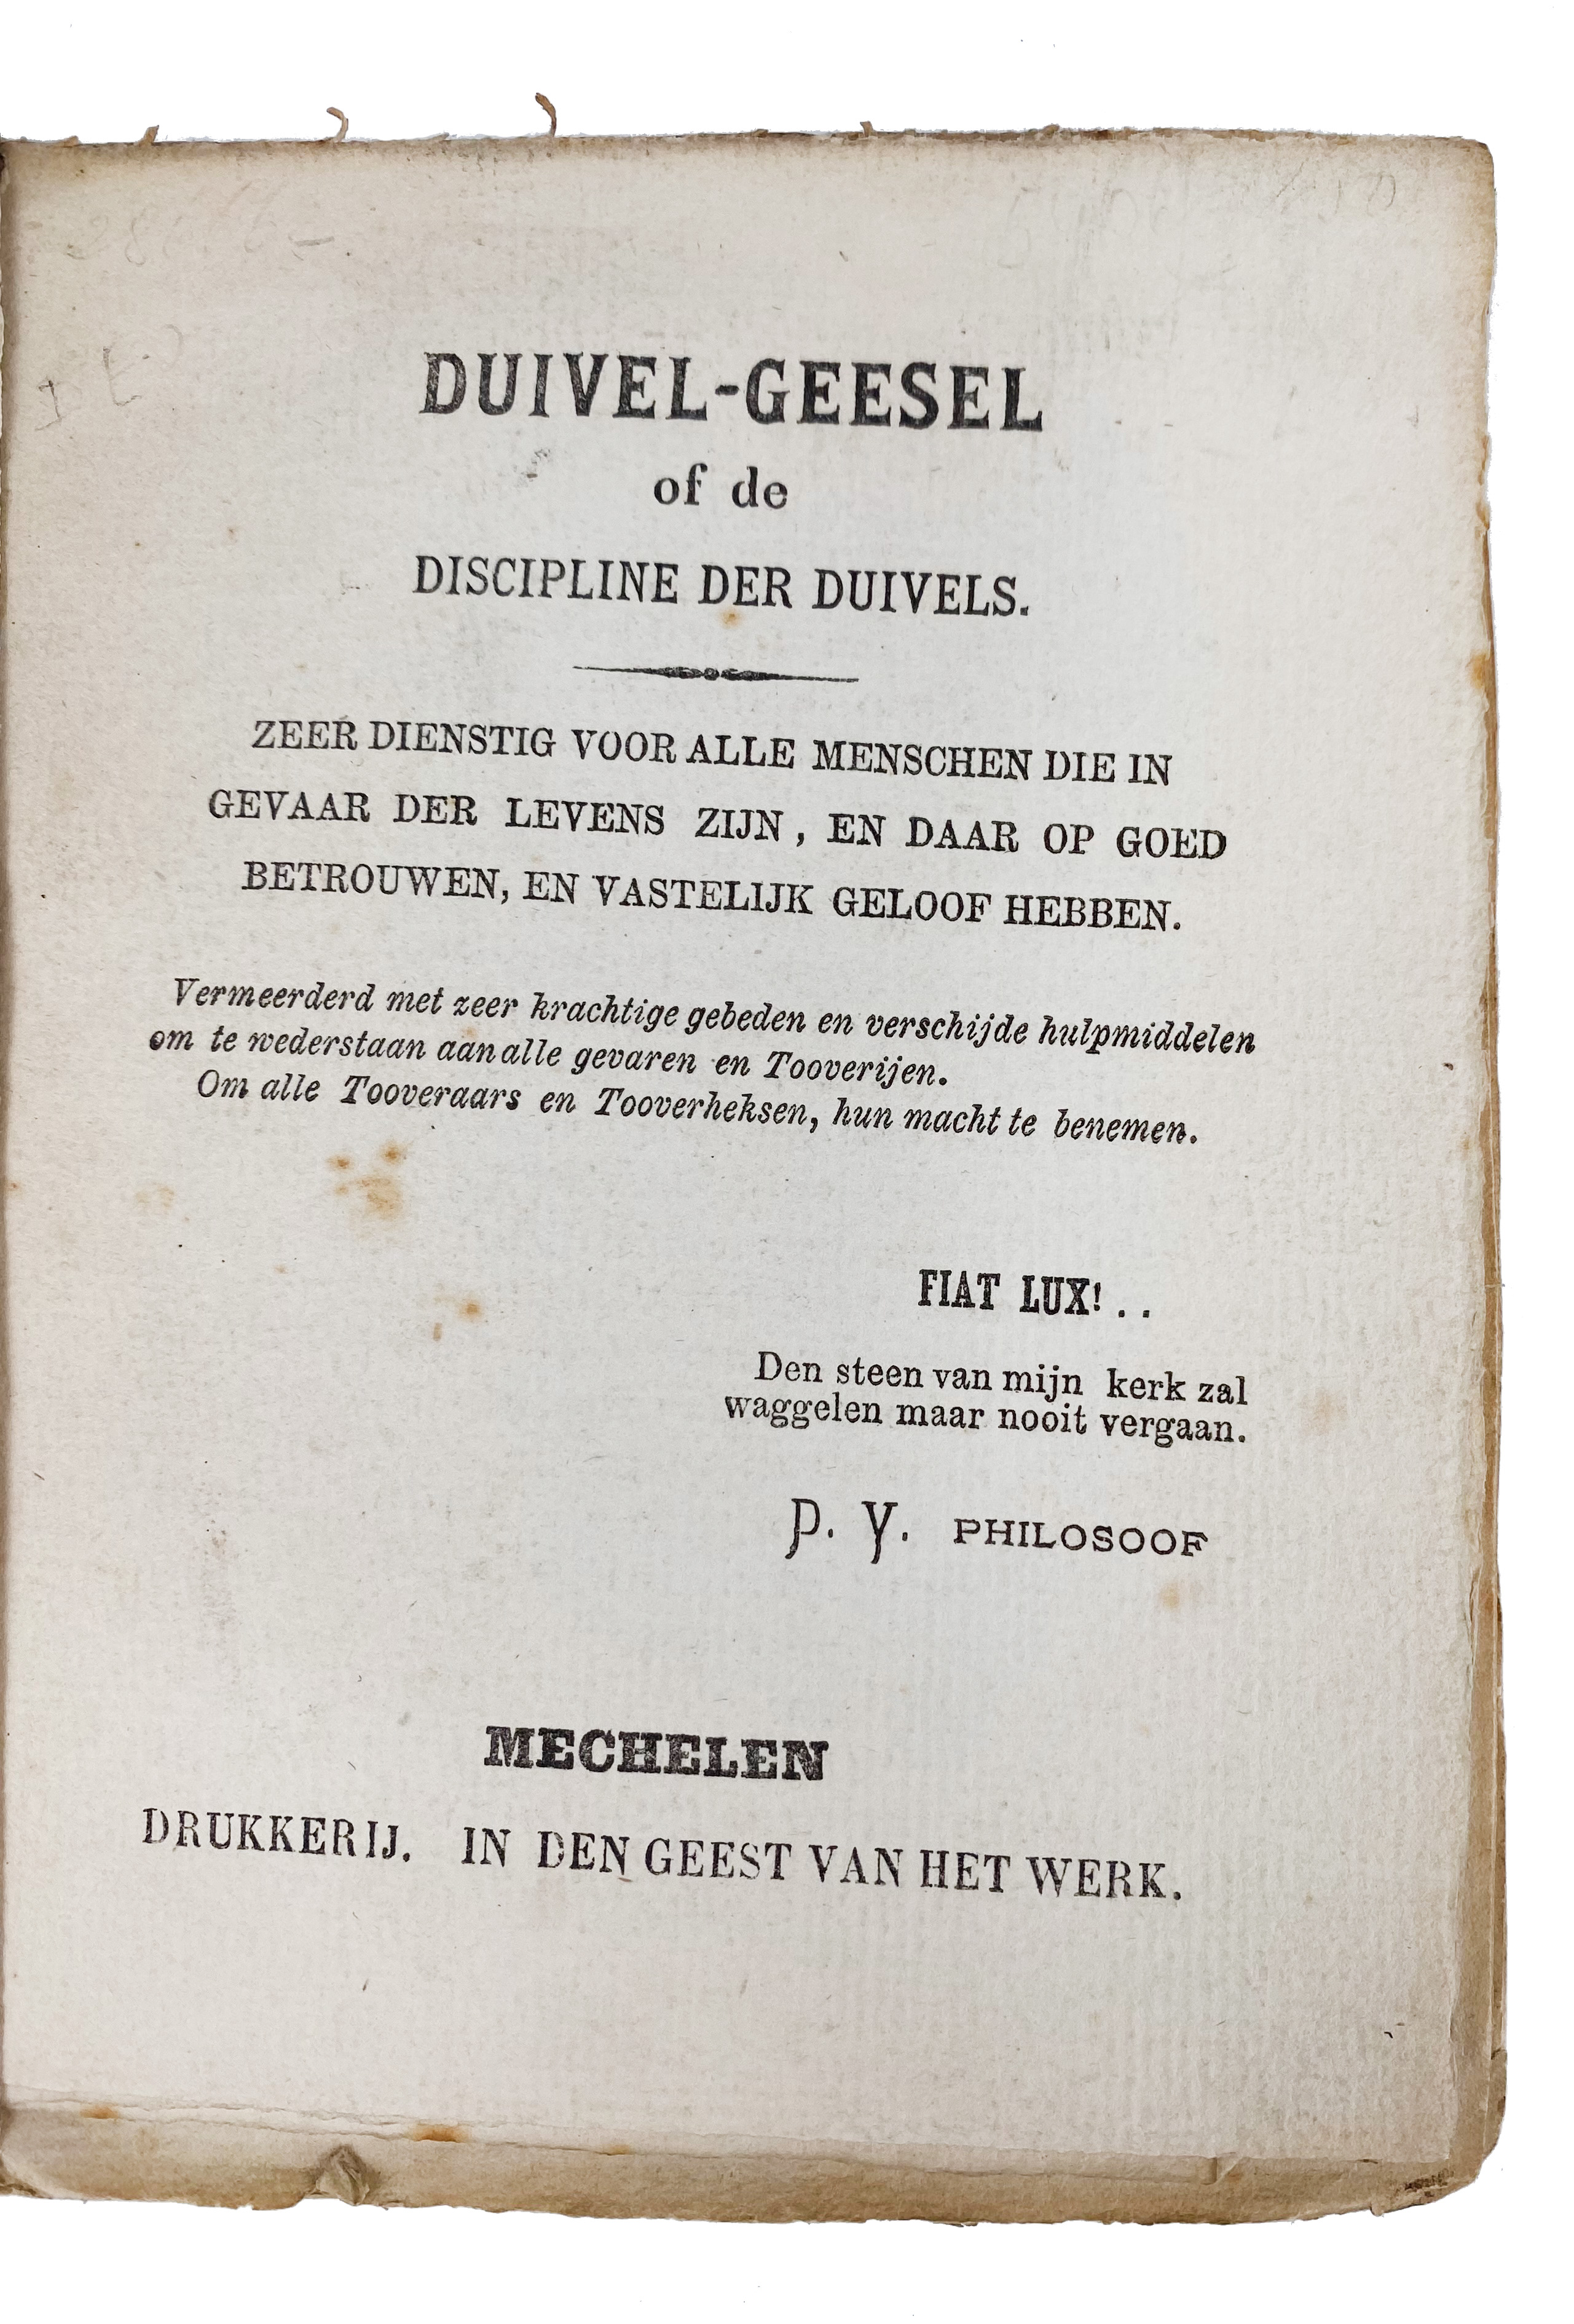 DUIVEL-GEESEL
of de
DISCIPLINE DER DUIVELS.
ZEER DIENSTIG VOOR ALLE MENSCHEN DIE IN
GEVAAR DER LEVENS ZIJN, EN DAAR OP GOED
BETROUWEN, EN VASTELIJK GELOOF HEBBEN.
Vermeerderd met zeer krachtige gebeden en verschijde hulpmiddelen
om te wederstaan aan alle gevaren en Tooverijen.
Om alle Tooveraars en Tooverheksen, hun macht te benemen.
FIAT LUX!..
Den steen van mijn kerk zal
waggelen maar nooit vergaan.
P. V. PHILOSOOF
MECHELEN
DRUKKERIJ. IN DEN GEEST VAN HET WERK.